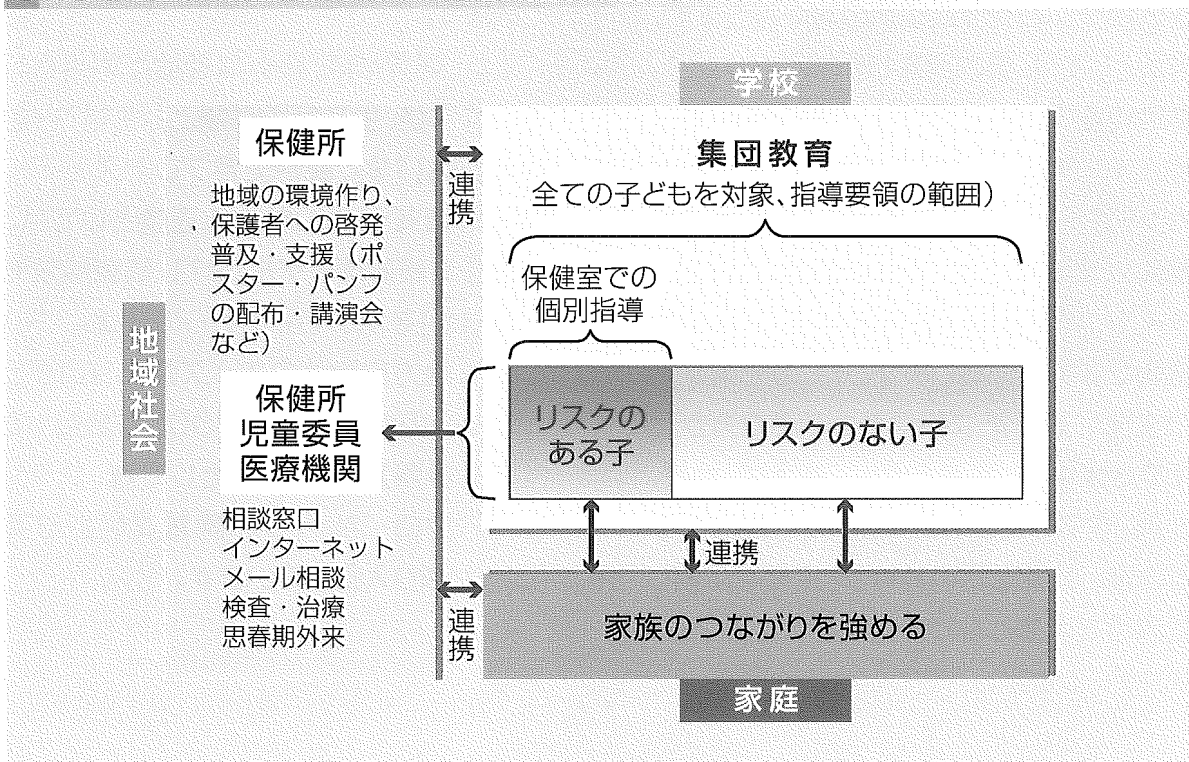 学校
集団教育
全ての子どもを対象、指導要領の範囲)
保健室での
個別指導
リスクの
ある子
リスクのない子
連携
家族のつながりを強める
家庭
地域社会
保健所
地域の環境作り、
保護者への啓発
普及・支援(ポ
スター・パンフ
の配布・講演会
など)
連携
保健所
児童委員
医療機関
相談窓口
インターネット
メール相談
検査・治療
思春期外来
連携